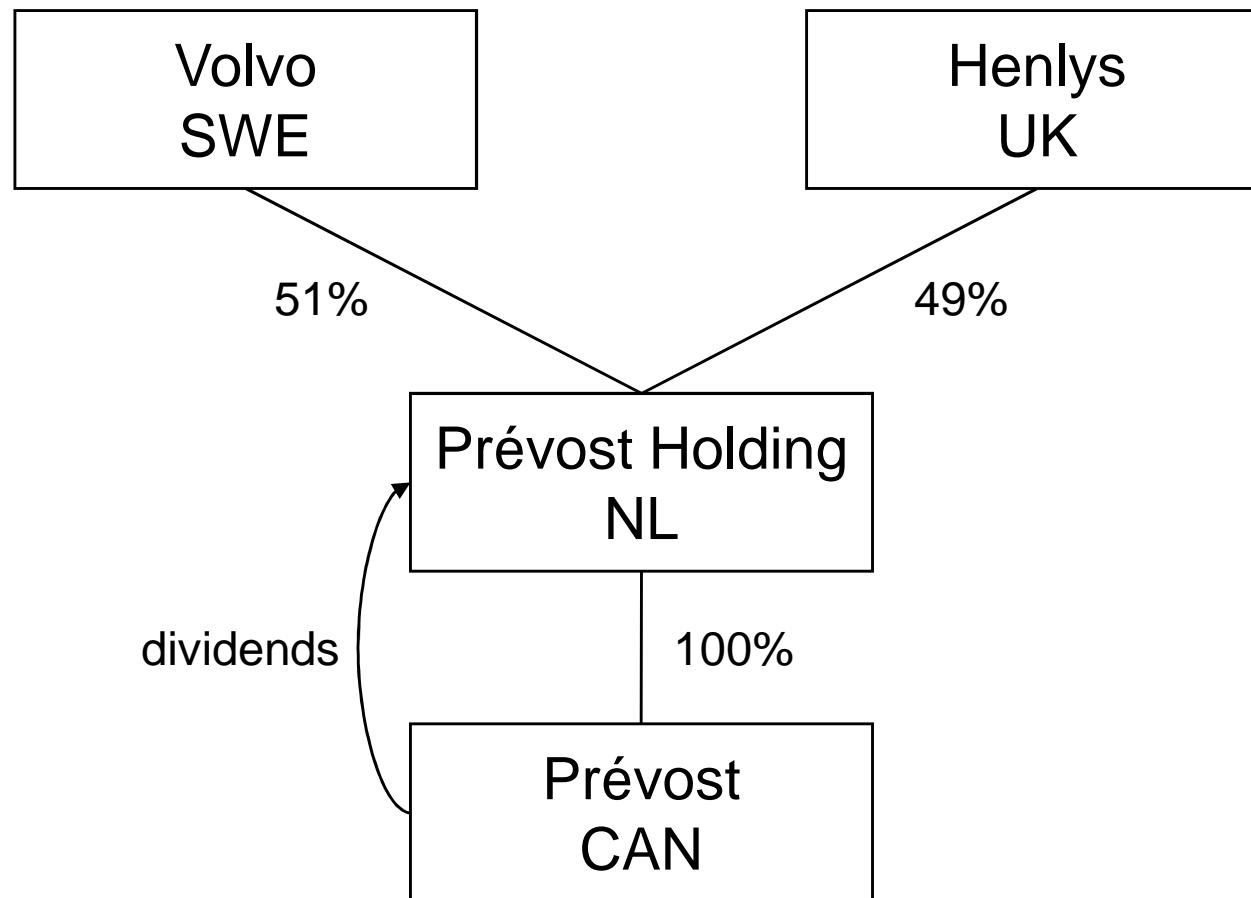 Volvo
SWE
Henlys
UK
51%
49%
Prévost Holding
NL
dividends
100%
Prévost
CAN